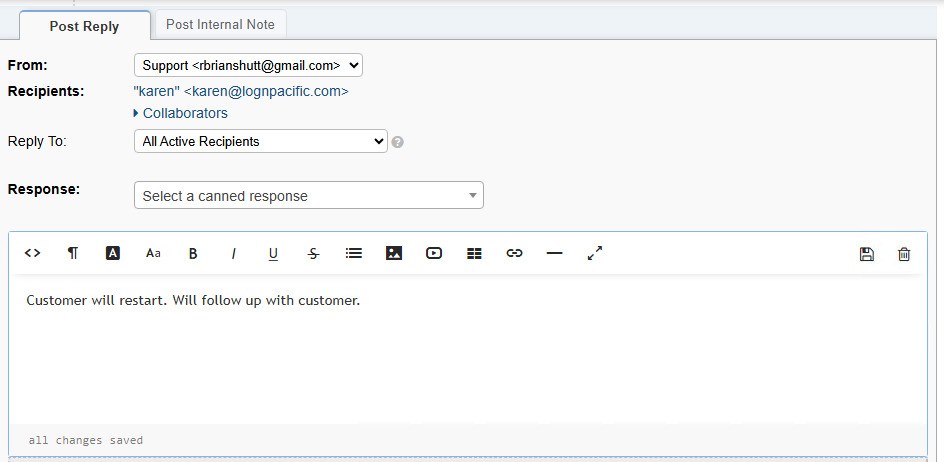 Post Reply
Post Internal Note
From:
Support <rbrianshutt@gmail.com>
Recipients:
"karen" <karen@lognpacific.com>
Collaborators
Reply To:
All Active Recipients
?
Response:
Select a canned response
<> ¶ A Aa B I U S
Customer will restart. Will follow up with customer.
all changes saved